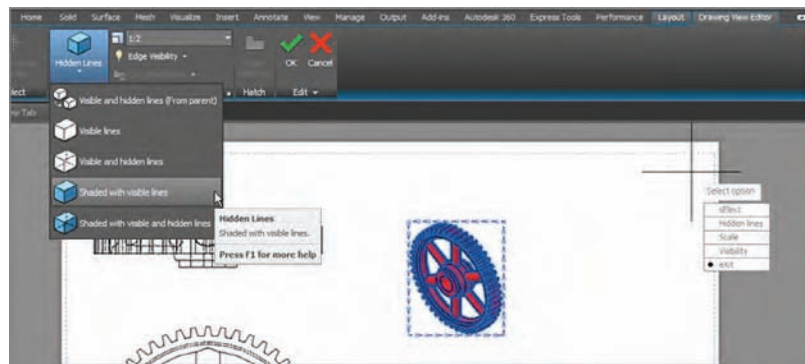 Home Solid Surface Mesh Visualize Insert Annotate View Manage Output Add-ins Autodesk 360 Express Tools Performance Layout Drawing View Editor
1:2
Hidden Lines
Edge Visibility
OK Cancel
Hatch Edit
Visible and hidden lines (From parent)
Visible lines
Visible and hidden lines
Shaded with visible lines
Shaded with visible and hidden lines
Hidden Lines
Shaded with visible lines.
Press F1 for more help
Select option
sElect
Hidden lines
Scale
Visibility
eXit